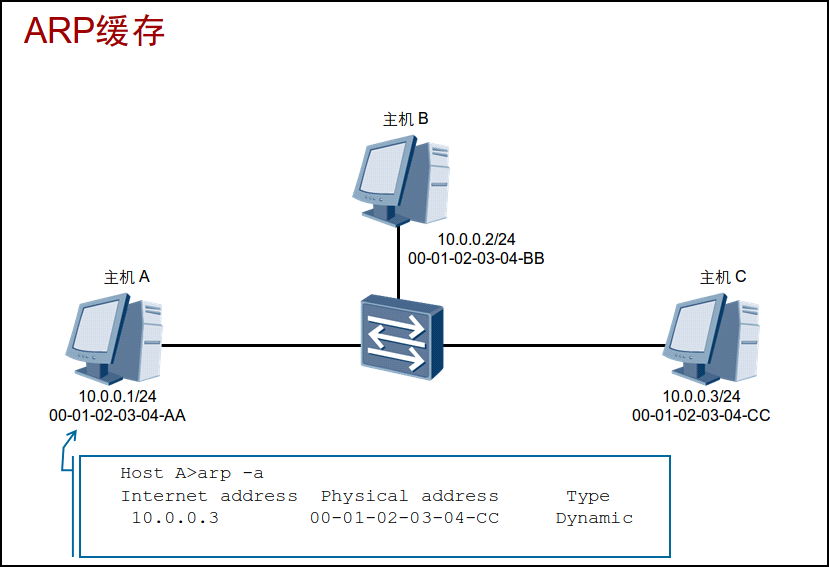 ARP缓存
主机 B
10.0.0.2/24
00-01-02-03-04-BB
主机 A
主机 C
10.0.0.1/24
00-01-02-03-04-AA
10.0.0.3/24
00-01-02-03-04-CC
Host A>arp -a
Internet address Physical address Type
10.0.0.3 00-01-02-03-04-CC Dynamic